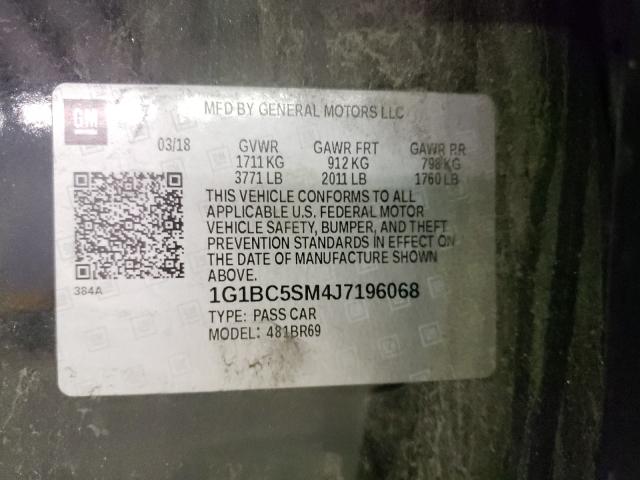 GM
MFD BY GENERAL MOTORS LLC
03/18 GVWR GAWR FRT GAWR RR
1711 KG 912 KG 798 KG
3771 LB 2011 LB 1760 LB
THIS VEHICLE CONFORMS TO ALL
APPLICABLE U.S. FEDERAL MOTOR
VEHICLE SAFETY, BUMPER, AND THEFT
PREVENTION STANDARDS IN EFFECT ON
THE DATE OF MANUFACTURE SHOWN
ABOVE.
384A
1G1BC5SM4J7196068
TYPE: PASS CAR
MODEL: 481BR69